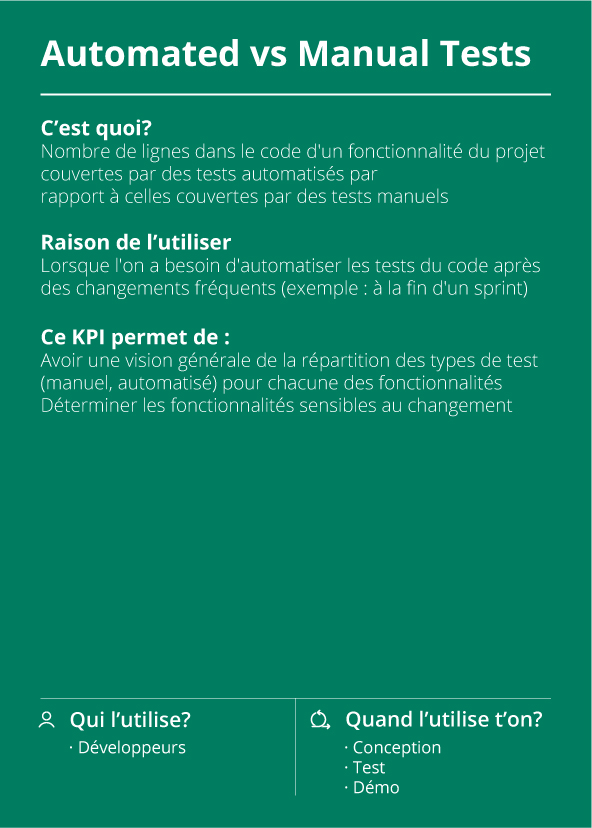 Automated vs Manual Tests
C’est quoi?
Nombre de lignes dans le code d'un fonctionnalité du projet
couvertes par des tests automatisés par
rapport à celles couvertes par des tests manuels
Raison de l’utiliser
Lorsque l'on a besoin d'automatiser les tests du code après
des changements fréquents (exemple : à la fin d'un sprint)
Ce KPI permet de :
Avoir une vision générale de la répartition des types de test
(manuel, automatisé) pour chacune des fonctionnalités
Déterminer les fonctionnalités sensibles au changement
Qui l’utilise?
· Développeurs
Quand l’utilise t’on?
· Conception
· Test
· Démo